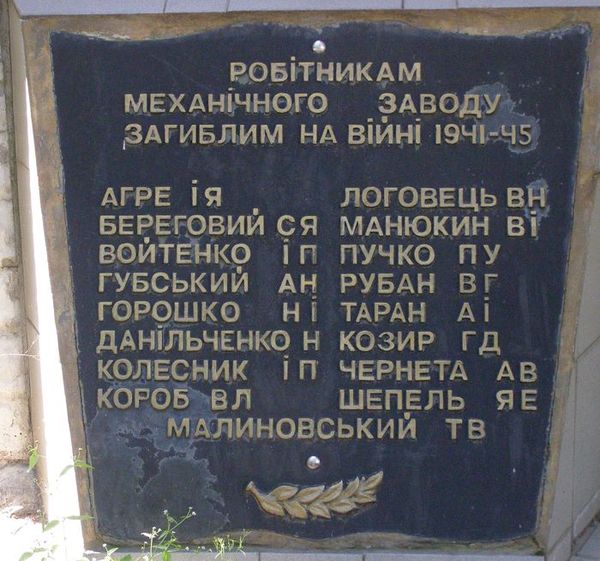 РОБІТНИКАМ
МЕХАНІЧНОГО ЗАВОДУ
ЗАГИБЛИМ НА ВІЙНІ 1941-45
АГРЕ ІЯ
БЕРЕГОВИЙ СЯ
ВОЙТЕНКО ІП
ГУБСЬКИЙ АН
ГОРОШКО НІ
ДАНІЛЬЧЕНКО Н
КОЛЕСНИК ІП
КОРОБ ВЛ
ЛОГОВЕЦЬ ВН
МАНЮКИН ВІ
ПУЧКО ПУ
РУБАН ВГ
ТАРАН АІ
КОЗИР ГД
ЧЕРНЕТА АВ
ШЕПЕЛЬ ЯЕ
МАЛИНОВСЬКИЙ ТВ